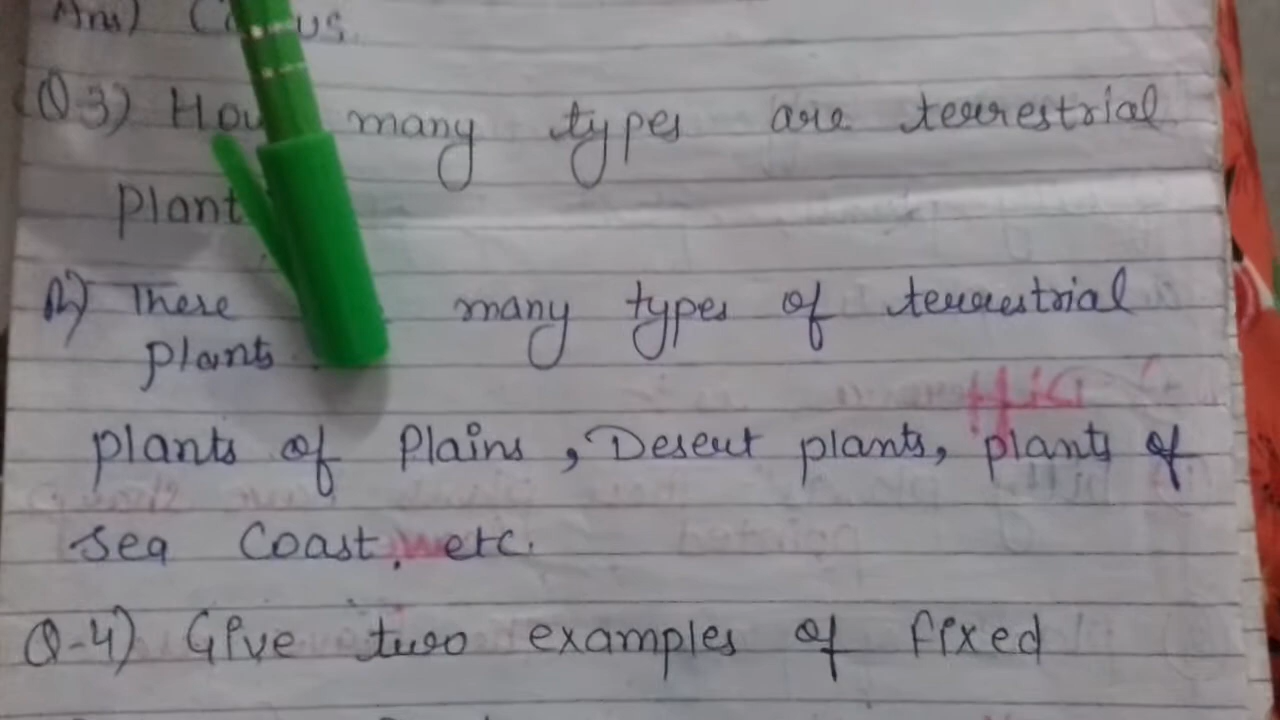 Q3) How many types are terrestrial
plant
A) There many types of terrestrial
plants.
plants of Plains, Desert plants, plants of
sea Coast, etc.
Q-4) Give two examples of fixed